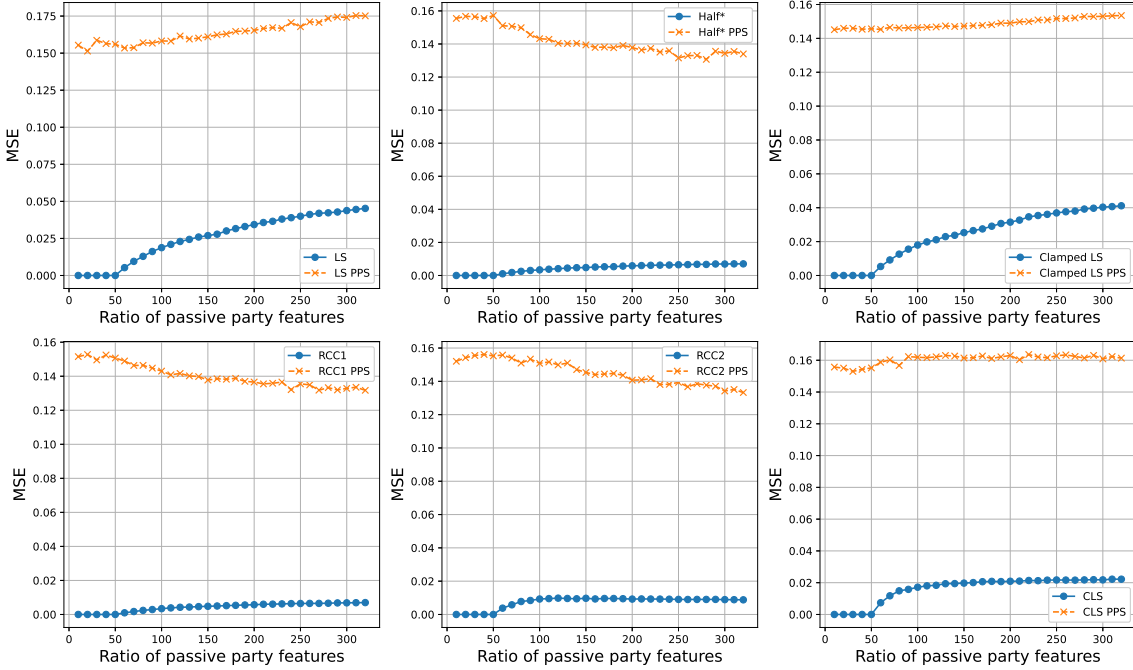 0.175
0.150
0.125
0.100
0.075
0.050
0.025
0.000
MSE
0 50 100 150 200 250 300
Ratio of passive party features
LS
LS PPS
0.16
0.14
0.12
0.10
0.08
0.06
0.04
0.02
0.00
MSE
0 50 100 150 200 250 300
Ratio of passive party features
Half*
Half* PPS
0.16
0.14
0.12
0.10
0.08
0.06
0.04
0.02
0.00
MSE
0 50 100 150 200 250 300
Ratio of passive party features
Clamped LS
Clamped LS PPS
0.16
0.14
0.12
0.10
0.08
0.06
0.04
0.02
0.00
MSE
0 50 100 150 200 250 300
Ratio of passive party features
RCC1
RCC1 PPS
0.16
0.14
0.12
0.10
0.08
0.06
0.04
0.02
0.00
MSE
0 50 100 150 200 250 300
Ratio of passive party features
RCC2
RCC2 PPS
0.16
0.14
0.12
0.10
0.08
0.06
0.04
0.02
0.00
MSE
0 50 100 150 200 250 300
Ratio of passive party features
CLS
CLS PPS